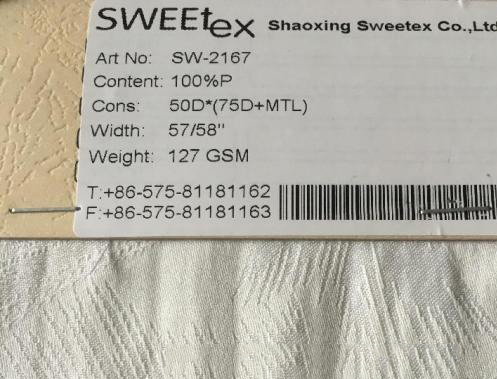 SWEEtex Shaoxing Sweetex Co.,Ltd
Art No: SW-2167
Content: 100%P
Cons: 50D*(75D+MTL)
Width: 57/58"
Weight: 127 GSM
T:+86-575-81181162
F:+86-575-81181163